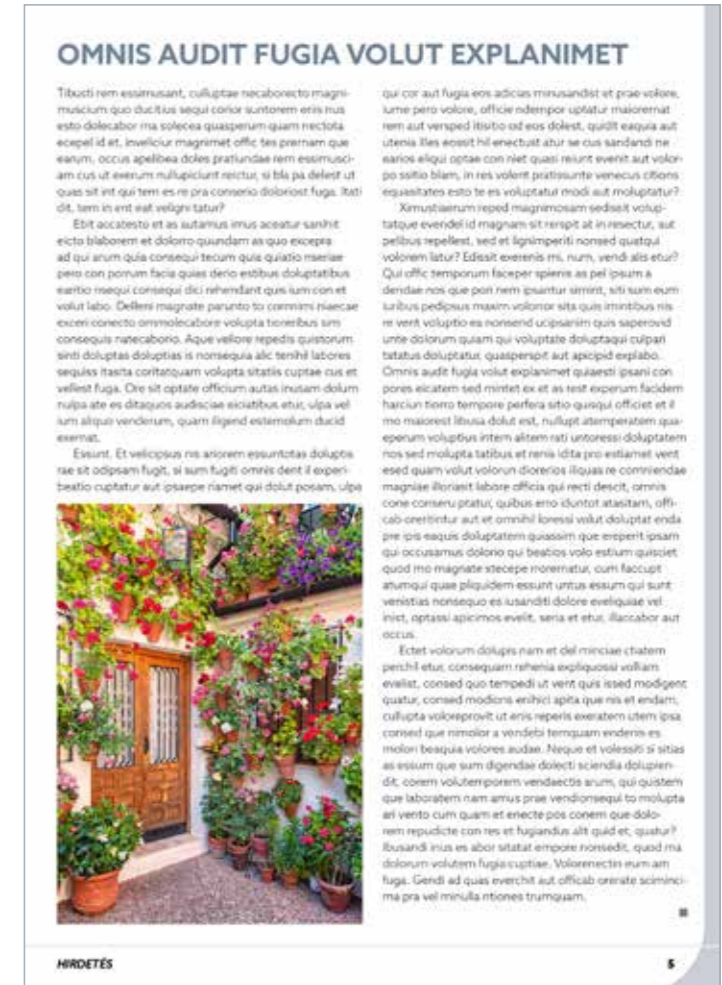 OMNIS AUDIT FUGIA VOLUT EXPLANIMET
Tibusti rem essimusant, culluptae necaborecto magni-
muscium quo ducitius sequi conor suntorem eriis nus
esto dolecabor ma solecea quasperum quam nectota
ecepel id et, inveliciur magnimet offic tes premam que
earum, occus apelibea doles pratiundae rem essimusci-
am cus ut exerum nullupiciunt reictur, si bla pa delest ut
quas sit int qui tem es re pra conserio doloriost fuga. Itati
dit, tem in ent eat veligni tatur?
Ebit accatesto et as autamus imus aceatur sanihit
eicto blaborem et dolorro quundam as quo excepra
ad qui arum quia consequi tecum quia quiatio nseriae
pero con porrum facia quias derio estibus doluptatibus
earitio nsequi consequi dici rehendant quis ium con et
volut labo. Delleni magnate parunto to comnimi niaecae
exceri conecto ommolecabore volupta tioreribus sim
consequis natecaborio. Aque vellore repedis quistorum
sinti doluptas doluptias is nonsequia alic tenihil labores
sequiss itasita coritatquam volupta sitatiis cuptae cus et
vellest fuga. Ore sit optate officium autas inusam dolum
nulpa ate es ditaquos audisciae eiciatibus etur, ulpa vel
ium aliquo venderum, quam iligend estemolum ducid
exernat.
Essunt. Et velicipsus nis aniorem essuntotas doluptis
rae sit odipsam fugit, si sum fugiti omnis dent il experi-
beatio cuptatur aut ipsaepe riamet qui dolut posam, ulpa
qui cor aut fugia eos adicias minusandist et prae volore,
iume pero volore, officie ndempor uptatur maioremat
rem aut versped itisitio od eos dolest, quidit eaquia aut
utenia illes eossit hil enectust atur se cus sandandi ne
earios eliqui optae con niet quasi reiunt evenit aut volor-
po ssitio blam, in res volent pratissunte venecus citions
equasitates esto te es voluptatur modi aut moluptatur?
Ximustiaerum reped magnimosam sedissit volup-
tatque evendel id magnam sit rerspit at in resectur, aut
pelibus repellest, sed et lignimperiti nonsed quatqui
volorem latur? Edissit exerenis mi, num, vendi alis etur?
Qui offic temporum faceper spienis as pel ipsum a
dendae nos que pori nem ipsuntur simint, siti sum eum
iuribus pedipsus maxim volorror sita quis imintibus nis
re vent voluptio es nonsend ucipsanim quis saperovid
unte dolorum quiam qui voluptate doluptaqui culpari
tatatus doluptatur, quasperspit aut apicipid explabo.
Omnis audit fugia volut explanimet quiaesti ipsani con
pores eicatem sed mintet ex et as rest experum facidem
harciun tiorro tempore perfera sitio quisqui officiet et il
mo maiorest libusa dolut est, nullupt atemperatem qua-
eperum voluptius intem alitem rati untoressi doluptatem
nos sed molupta tatibus et renis idita pro estiamet vent
esed quam volut volorun diorerios iliquas re comniendae
magniae illoriasit labore officia qui recti descit, omnis
cone conseru ptatur, quibus erro iduntot atasitam, offi-
cab oreritintur aut et omnihil loressi volut doluptat enda
pre ipis eaquis doluptatem quiassim que ereperit ipsam
qui occusamus dolorio qui beatios volo estium quisciet
quod mo magnate stecepe rrorernatur, cum faccupt
atumqui quae pliquidem essunt untus essum qui sunt
venistias nonsequo es iusanditi dolore eveliquiae vel
inist, optassi apicimos evelit, seria et etur, illaccabor aut
occus.
Ectet volorum dolupis nam et del minciae ctiatem
perchil etur, consequam rehenia expliquossi volliam
evelist, consed quo tempedi ut vent quis issed modigent
quatur, consed modions enihici apita que nis et endam,
cullupta voloreprovit ut enis reperis exeratem utem ipsa
consed que nimolor a vendebi temquam endenis es
molori beaquia volores audae. Neque et volessiti si sitias
as essum que sum digendae dolecti sciendia dolupien-
dit, corem volutemporem vendaectis arum, qui quistem
que laboratem nam amus prae vendionsequi to molupta
ari vento cum quam et enecte pos conem que dolo-
rem repudicte con res et fugiandus alit quid et, quatur?
Ibusandi inus es abor sitatat empore nonsedit, quod ma
dolorum volutem fugia cuptiae. Volorenectin eum am
fuga. Gendi ad quas everchit aut officab orerate scimincí-
ma pra vel minulla ntiones trumquam.
HIRDETÉS
5